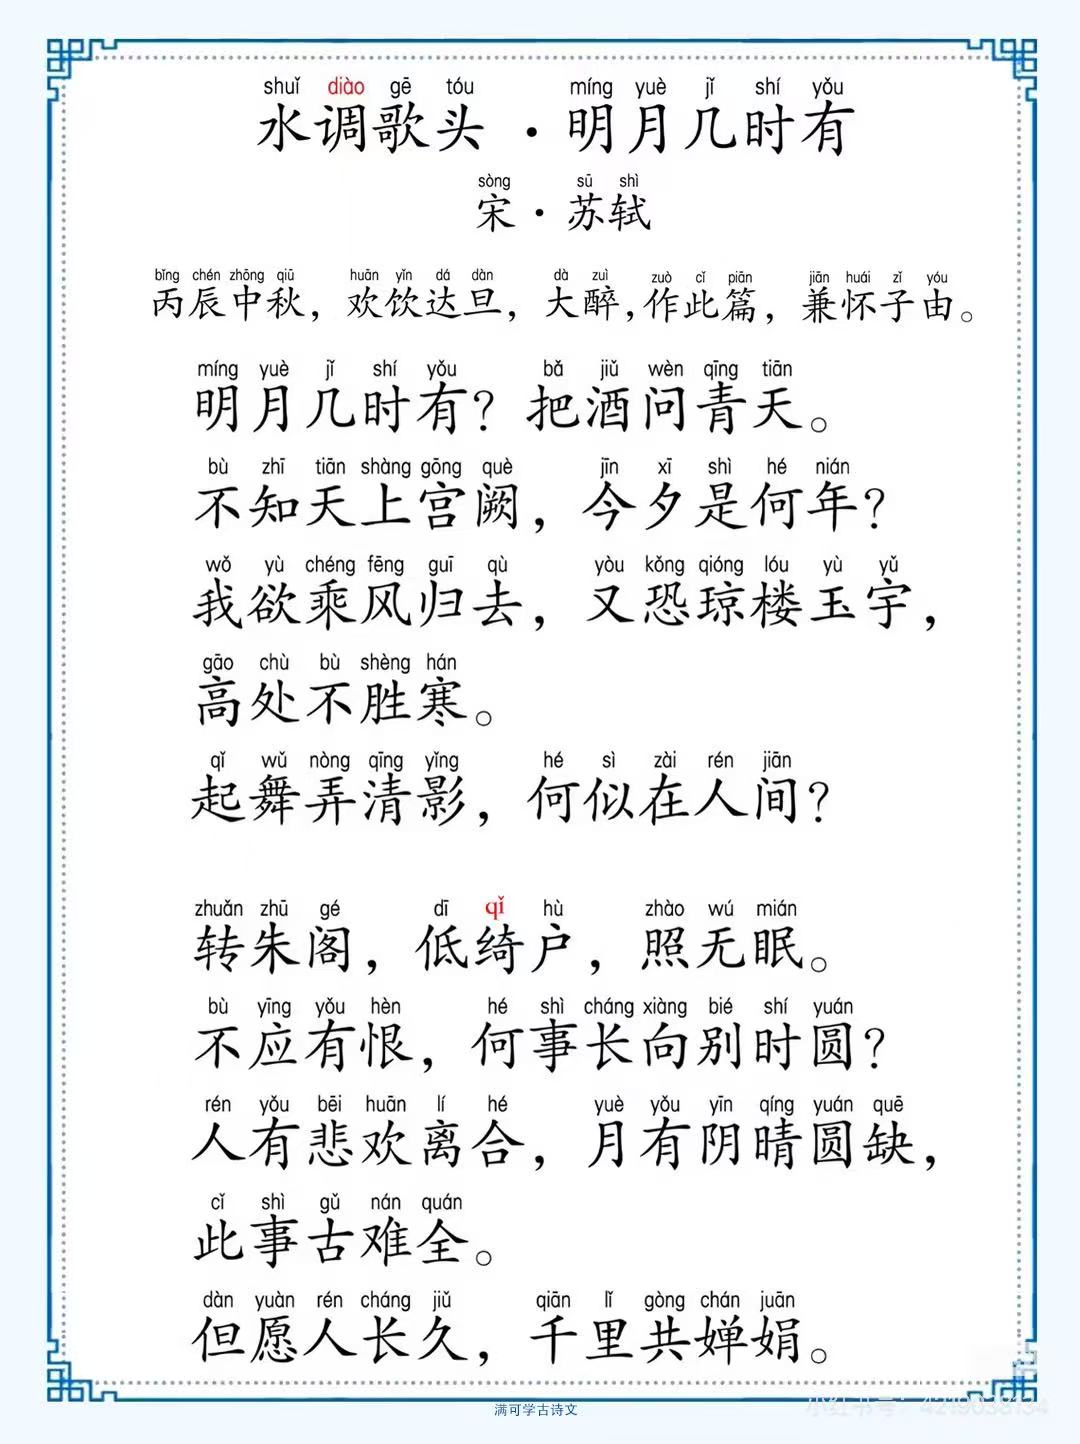 shuǐ diào gē tóu míng yuè jǐ shí yǒu
水调歌头 · 明月几时有
sòng sū shì
宋 · 苏轼
bǐng chén zhōng qiū huān yǐn dá dàn dà zuì zuò cǐ piān jiān huái zǐ yóu
丙辰中秋，欢饮达旦，大醉，作此篇，兼怀子由。
míng yuè jǐ shí yǒu bǎ jiǔ wèn qīng tiān
明月几时有？把酒问青天。
bù zhī tiān shàng gōng què jīn xī shì hé nián
不知天上宫阙，今夕是何年？
wǒ yù chéng fēng guī qù yòu kǒng qióng lóu yù yǔ
我欲乘风归去，又恐琼楼玉宇，
gāo chù bù shèng hán
高处不胜寒。
qǐ wǔ nòng qīng yǐng hé sì zài rén jiān
起舞弄清影，何似在人间？
zhuǎn zhū gé dī qǐ hù zhào wú mián
转朱阁，低绮户，照无眠。
bù yīng yǒu hèn hé shì cháng xiàng bié shí yuán
不应有恨，何事长向别时圆？
rén yǒu bēi huān lí hé yuè yǒu yīn qíng yuán quē
人有悲欢离合，月有阴晴圆缺，
cǐ shì gǔ nán quán
此事古难全。
dàn yuàn rén cháng jiǔ qiān lǐ gòng chán juān
但愿人长久，千里共婵娟。
小红书号：4219038134
满可学古诗文